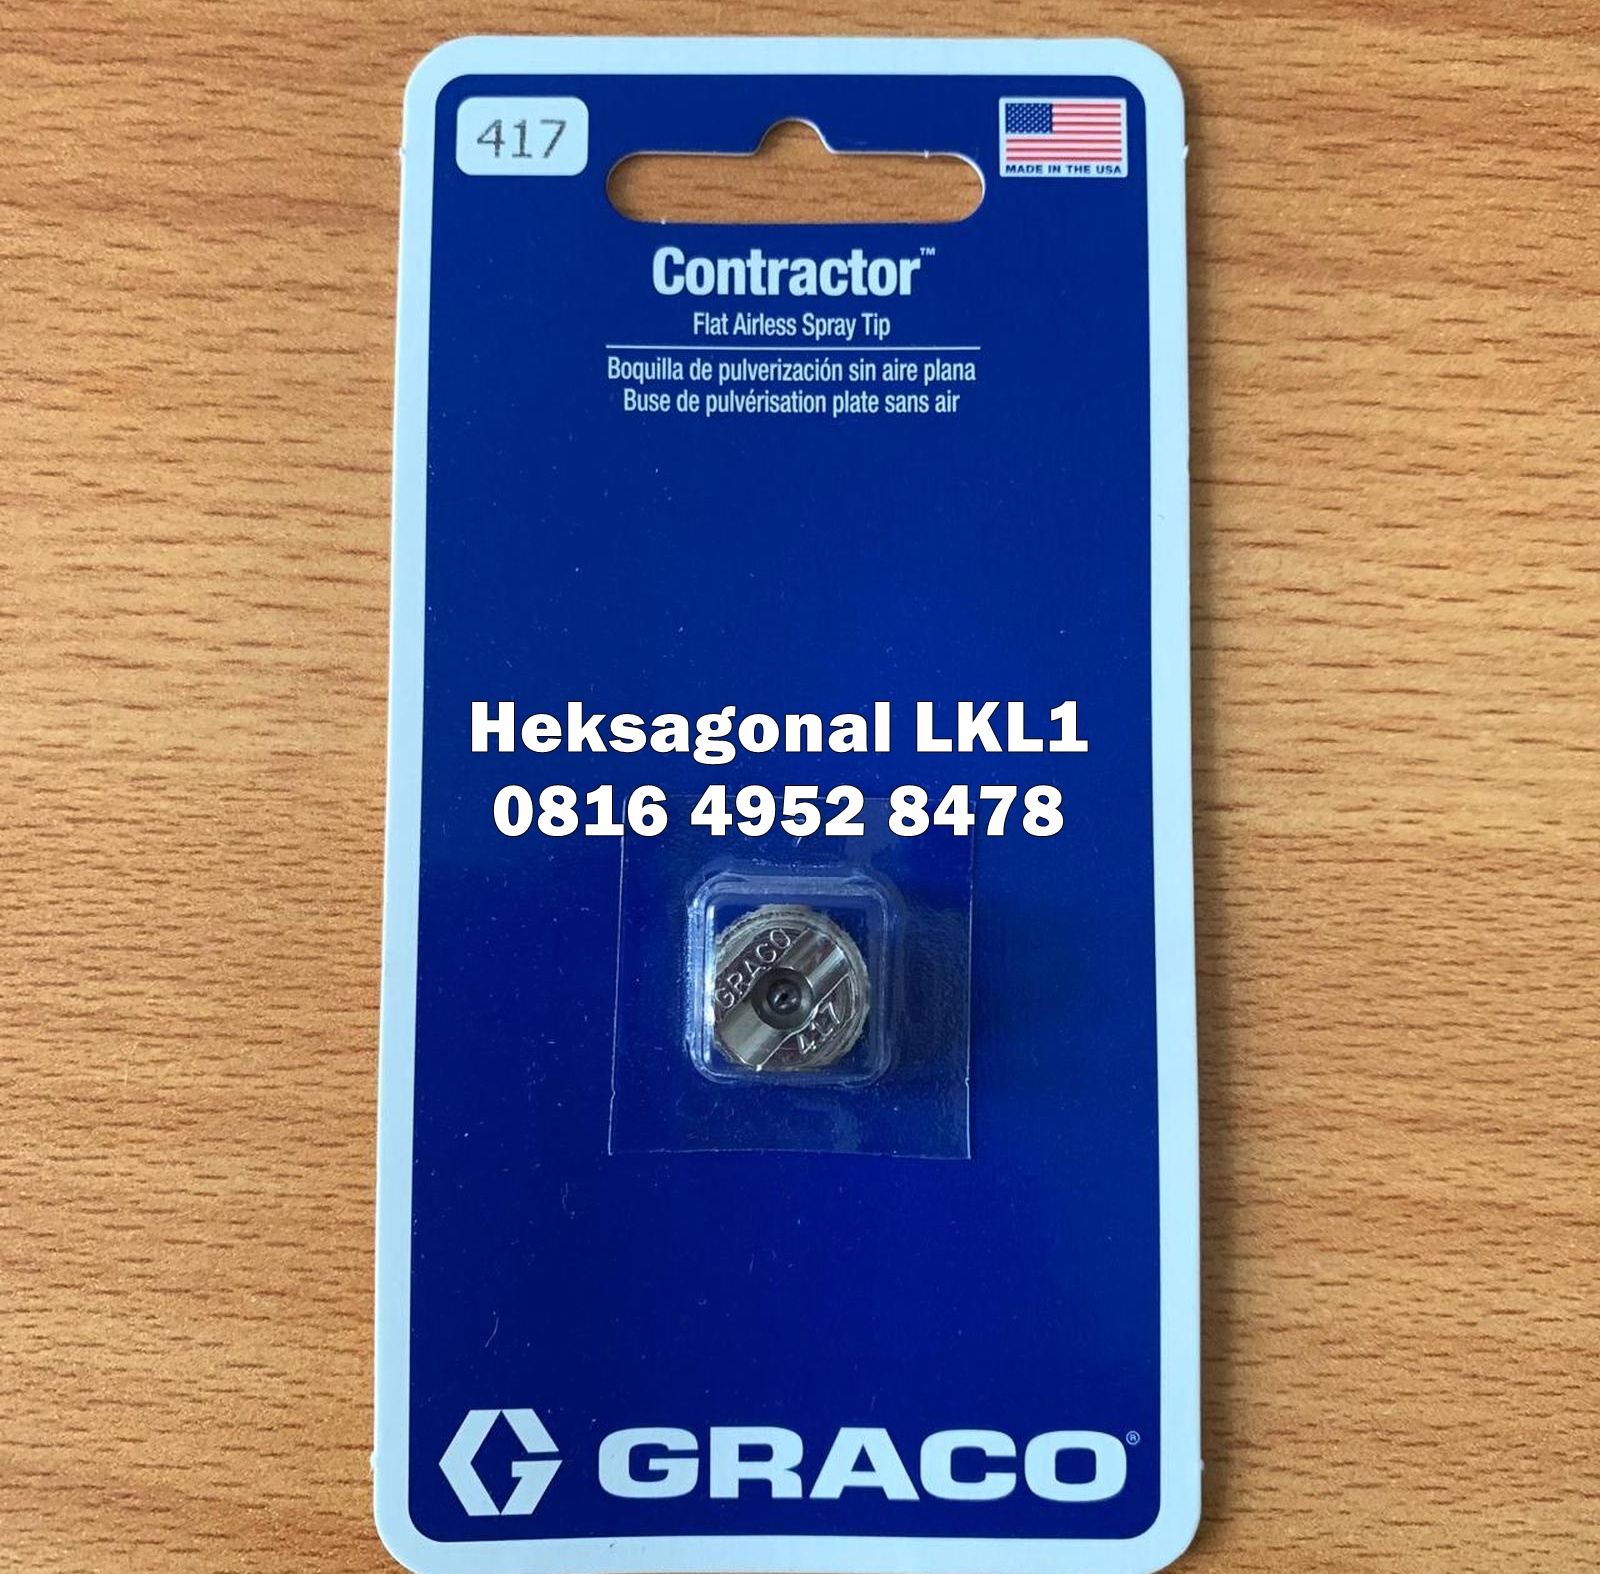 417
MADE IN THE USA
Contractor™
Flat Airless Spray Tip
Boquilla de pulverización sin aire plana
Buse de pulvérisation plate sans air
Heksagonal LKL1
0816 4952 8478
GRACO
417
GRACO®